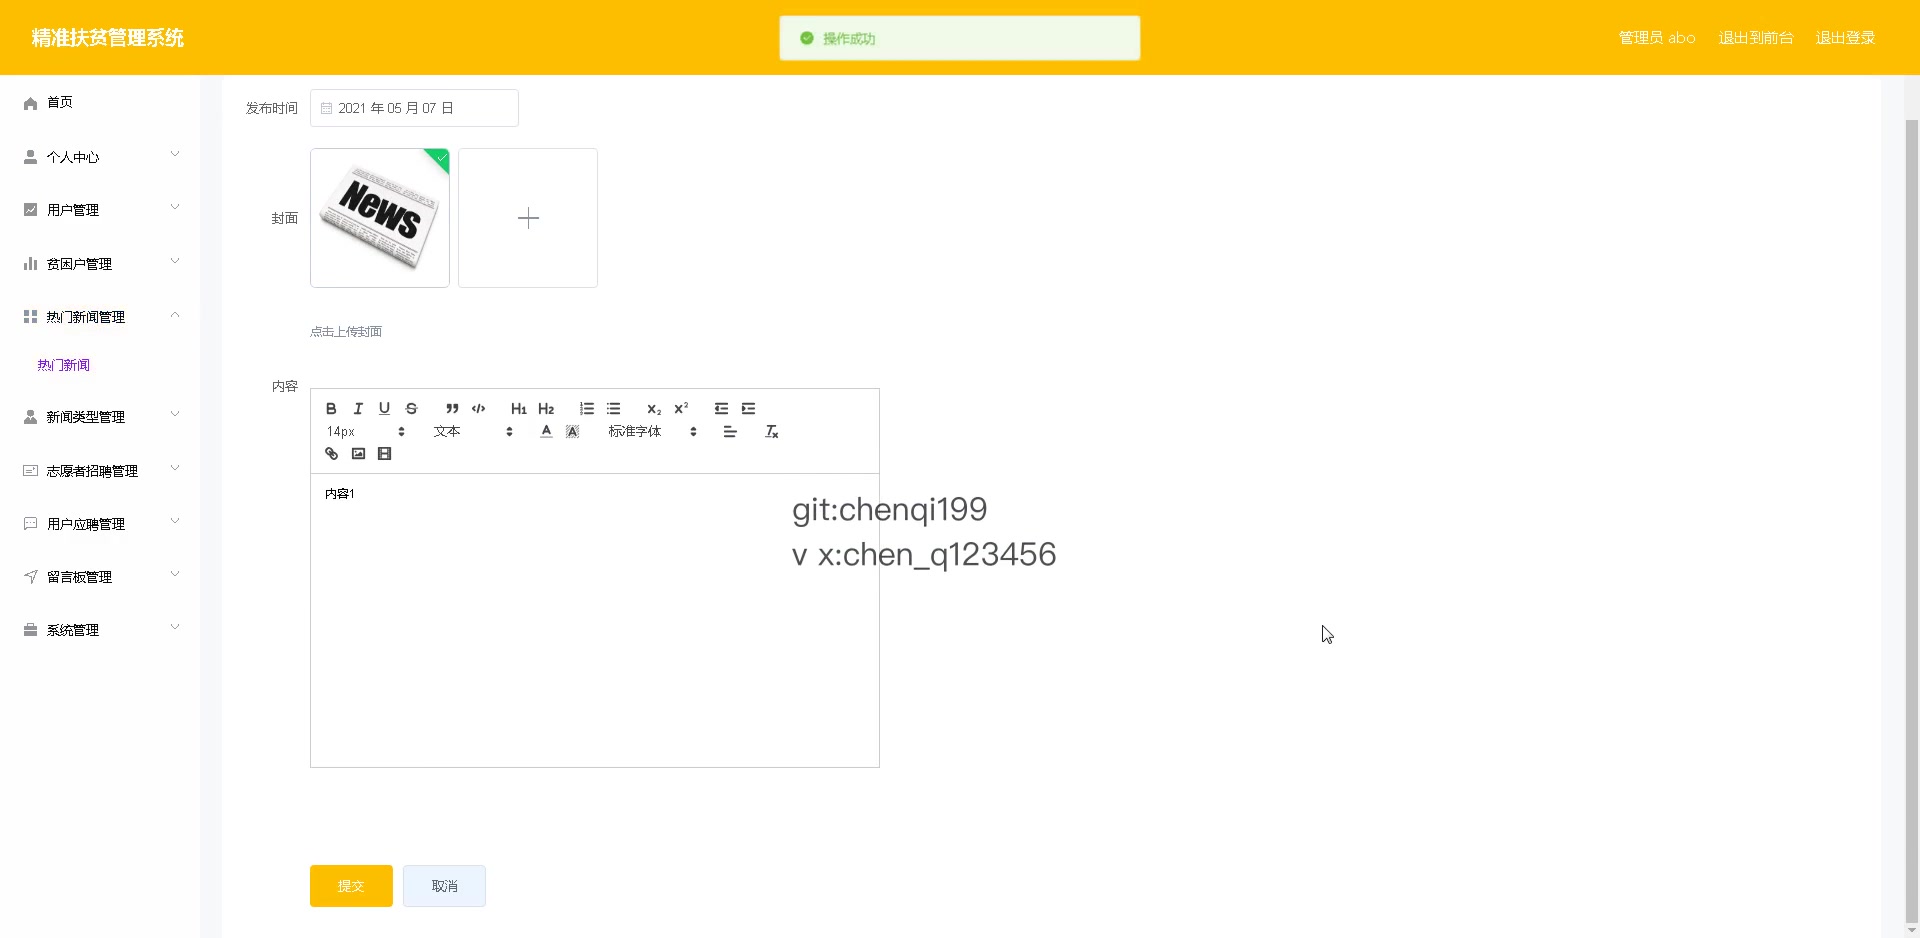 精准扶贫管理系统
操作成功
管理员 abo
退出到前台
退出登录
首页
个人中心
用户管理
贫困户管理
热门新闻管理
热门新闻
新闻类型管理
志愿者招聘管理
用户应聘管理
留言板管理
系统管理
发布时间
2021 年 05 月 07 日
封面
News
点击上传封面
内容
B I U S H1 H2 x₂ x²
14px 文本 A A 标准字体 Tx
内容1
git:chenqi199
v x:chen_q123456
提交
取消